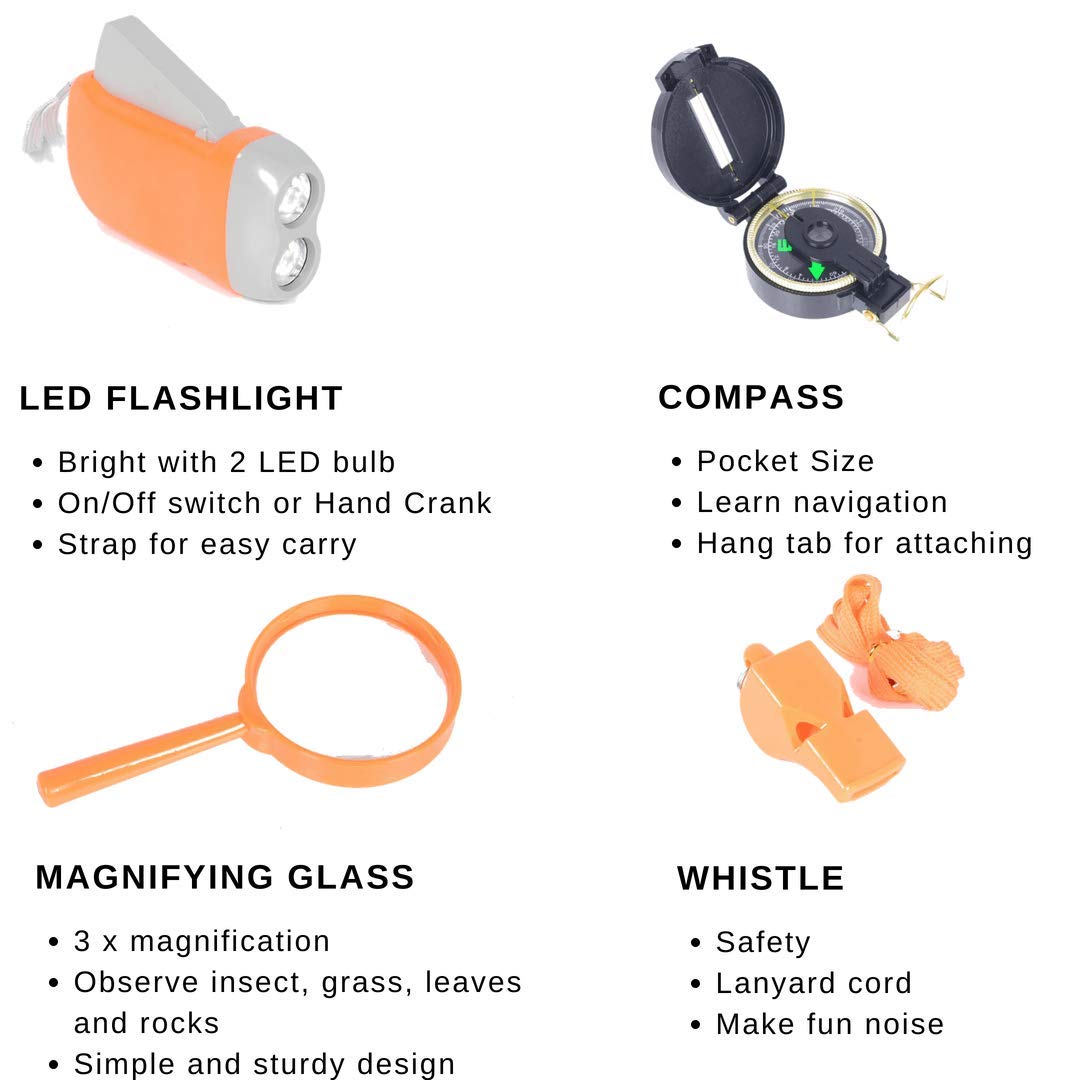 LED FLASHLIGHT
• Bright with 2 LED bulb
• On/Off switch or Hand Crank
• Strap for easy carry
COMPASS
• Pocket Size
• Learn navigation
• Hang tab for attaching
MAGNIFYING GLASS
• 3 x magnification
• Observe insect, grass, leaves
and rocks
• Simple and sturdy design
WHISTLE
• Safety
• Lanyard cord
• Make fun noise